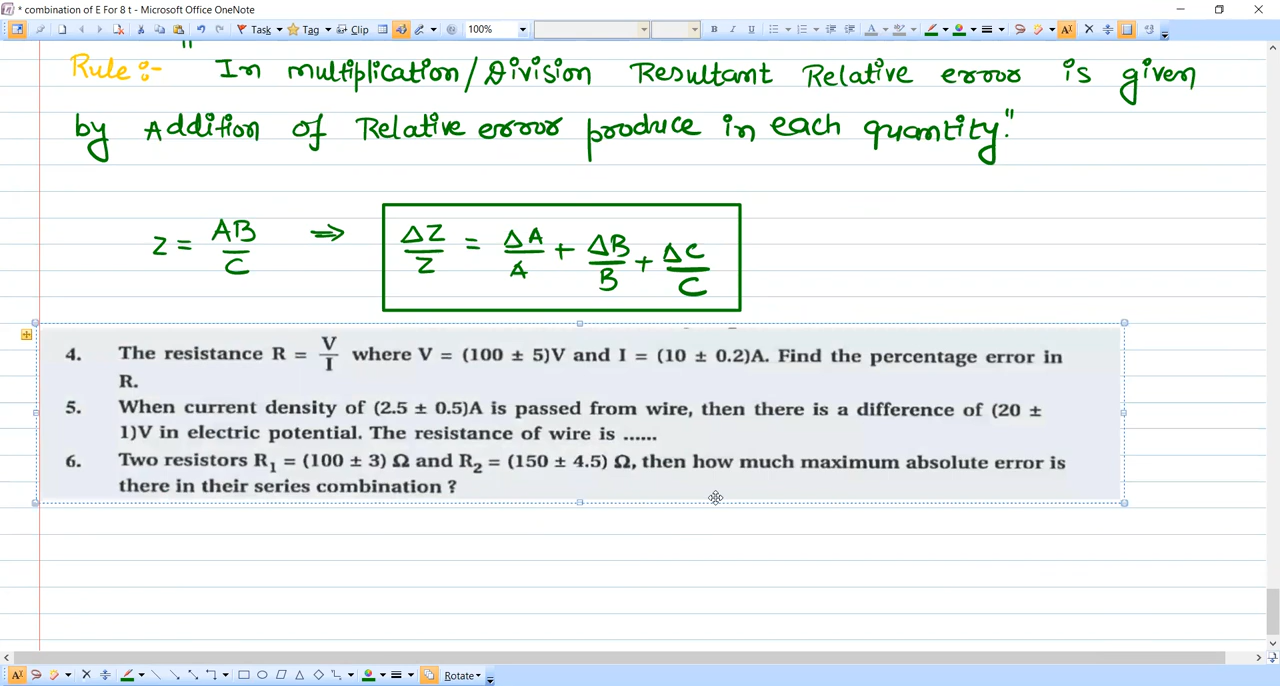 * combination of E For 8 t - Microsoft Office OneNote
Task Tag Clip 100% B I U
Rule:- "In multiplication/Division Resultant Relative error is given
by Addition of Relative error produce in each quantity."
Z = AB/C ⇒ ΔZ/Z = ΔA/A + ΔB/B + ΔC/C
4. The resistance R = V/I where V = (100 ± 5)V and I = (10 ± 0.2)A. Find the percentage error in
R.
5. When current density of (2.5 ± 0.5)A is passed from wire, then there is a difference of (20 ±
1)V in electric potential. The resistance of wire is ......
6. Two resistors R₁ = (100 ± 3) Ω and R₂ = (150 ± 4.5) Ω, then how much maximum absolute error is
there in their series combination ?
Rotate